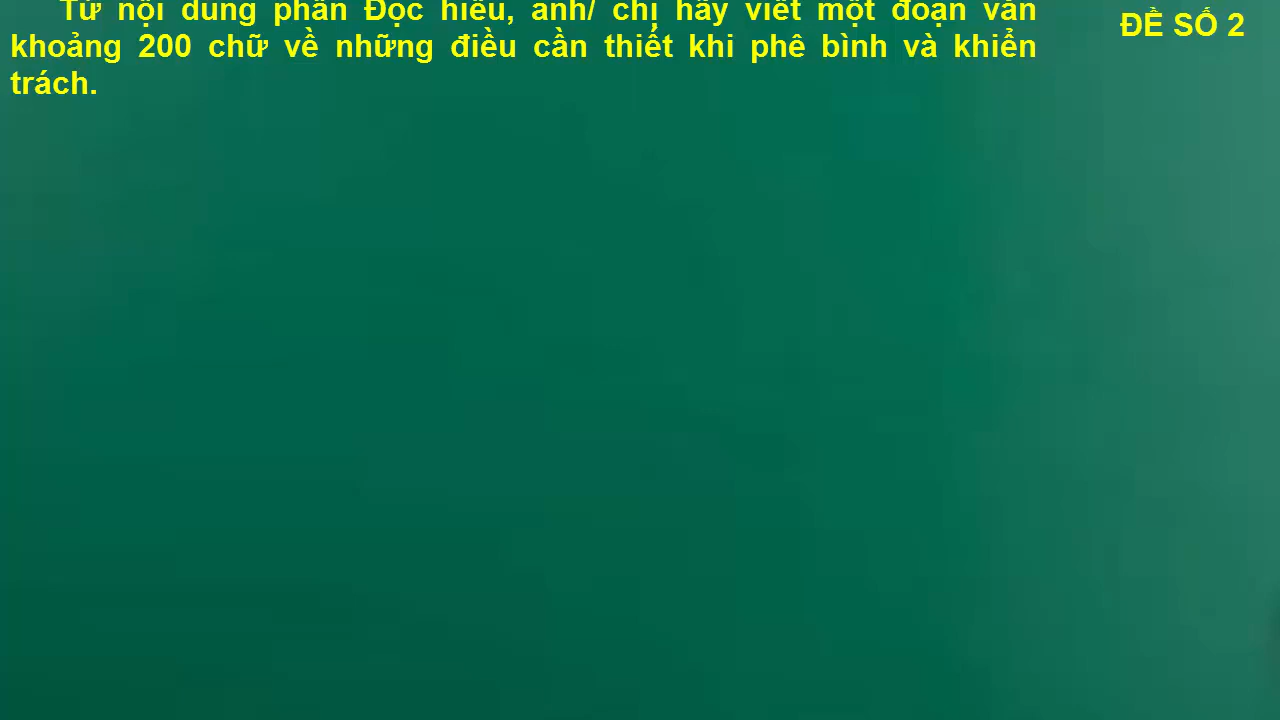 Từ nội dung phần Đọc hiểu, anh/ chị hãy viết một đoạn văn
khoảng 200 chữ về những điều cần thiết khi phê bình và khiển
trách.
ĐỀ SỐ 2